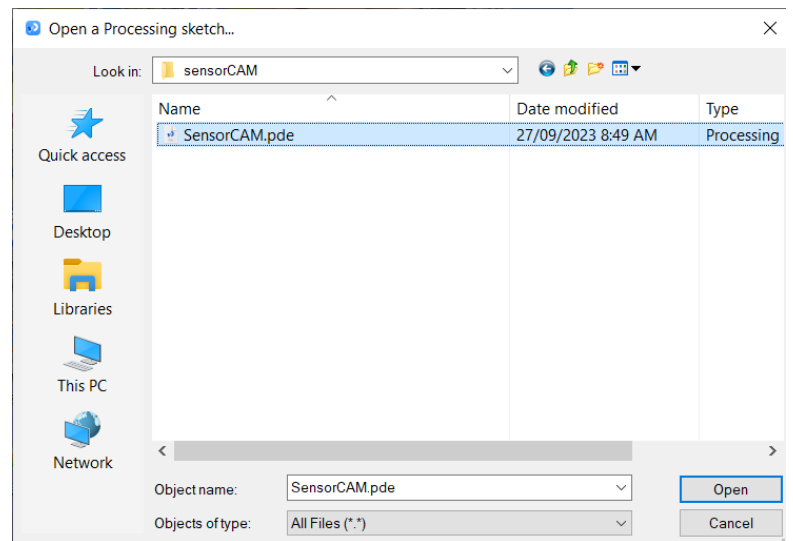 Open a Processing sketch...
Look in: sensorCAM
Name Date modified Type
SensorCAM.pde 27/09/2023 8:49 AM Processing
Quick access
Desktop
Libraries
This PC
Network
Object name: SensorCAM.pde Open
Objects of type: All Files (*.*) Cancel